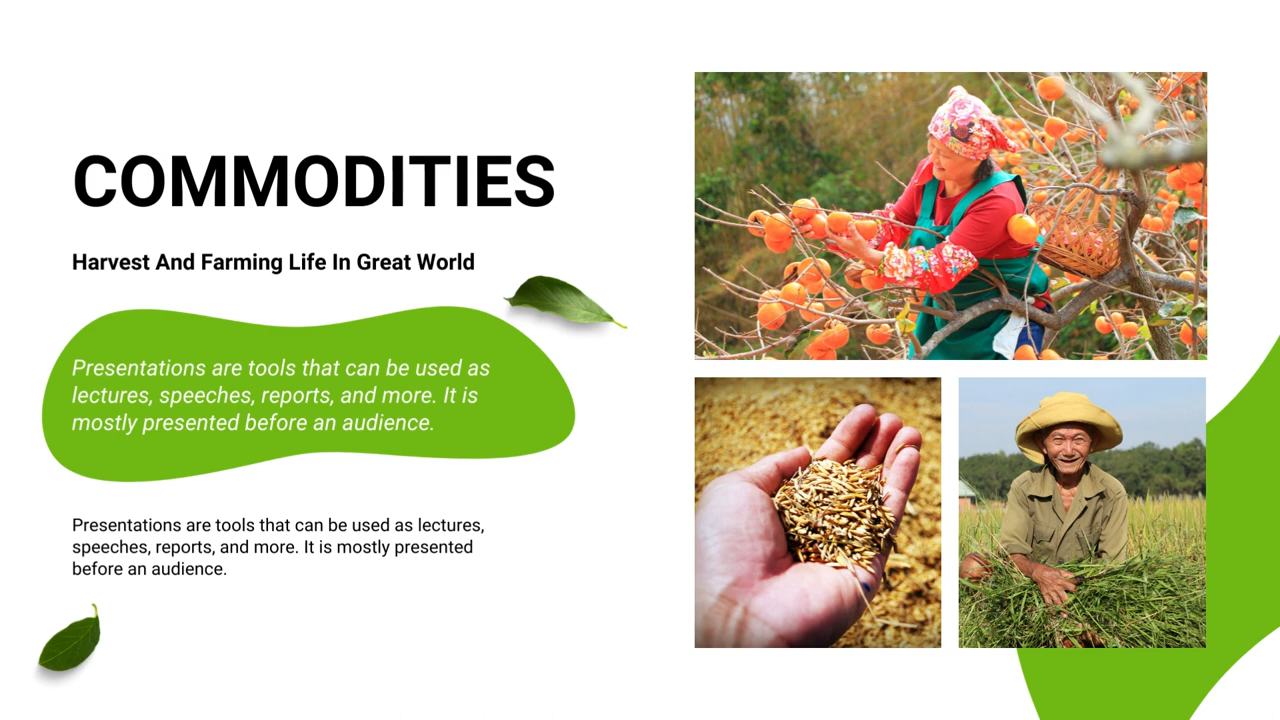 COMMODITIES
Harvest And Farming Life In Great World
Presentations are tools that can be used as
lectures, speeches, reports, and more. It is
mostly presented before an audience.
Presentations are tools that can be used as lectures,
speeches, reports, and more. It is mostly presented
before an audience.